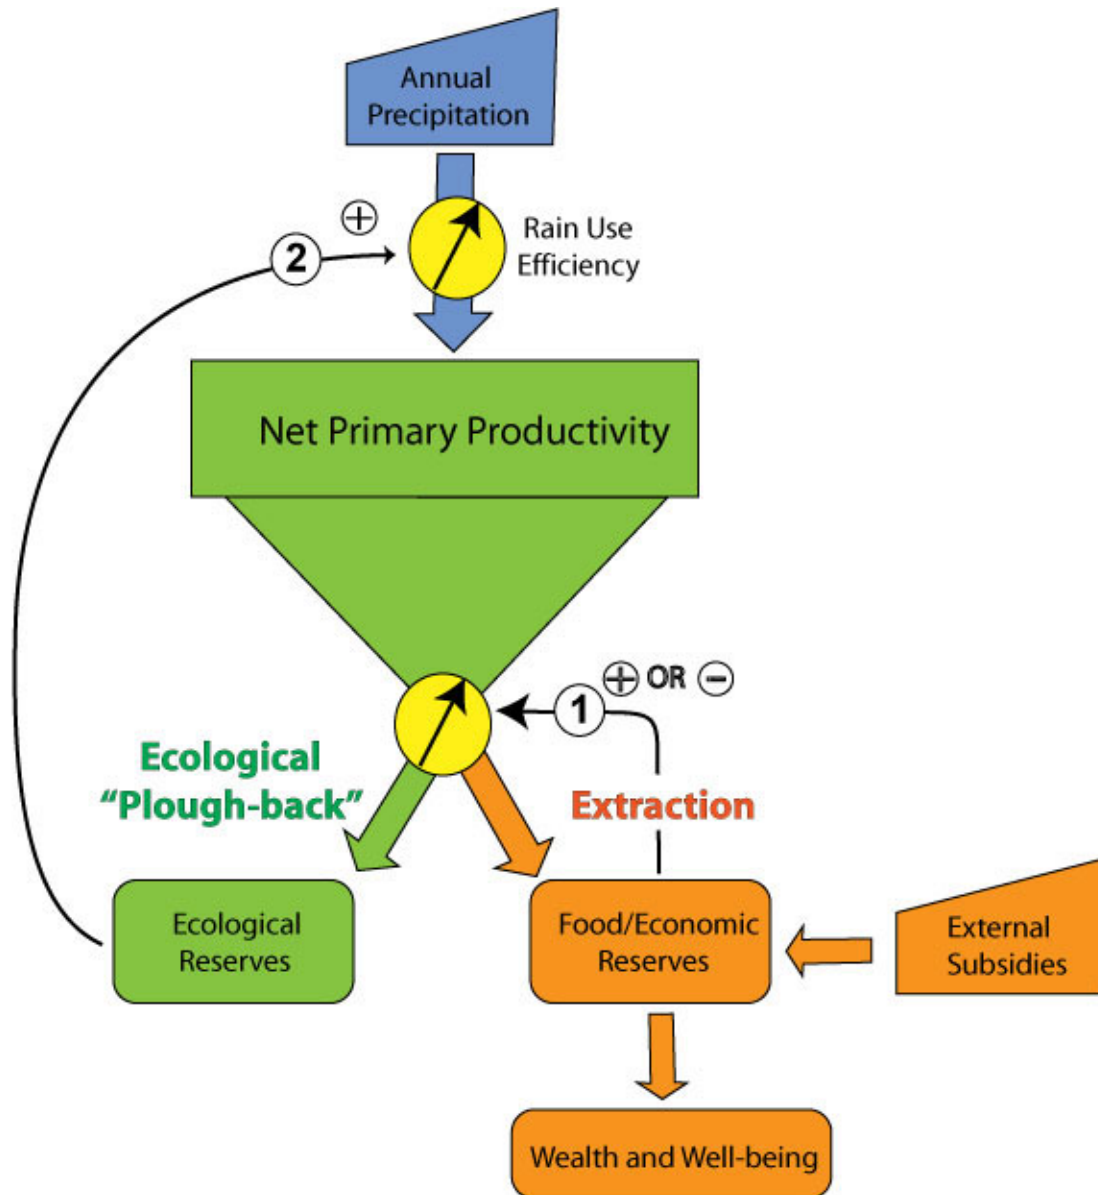 Annual
Precipitation
+
2
Rain Use
Efficiency
Net Primary Productivity
+ OR −
1
Ecological
“Plough-back”
Extraction
Ecological
Reserves
Food/Economic
Reserves
External
Subsidies
Wealth and Well-being